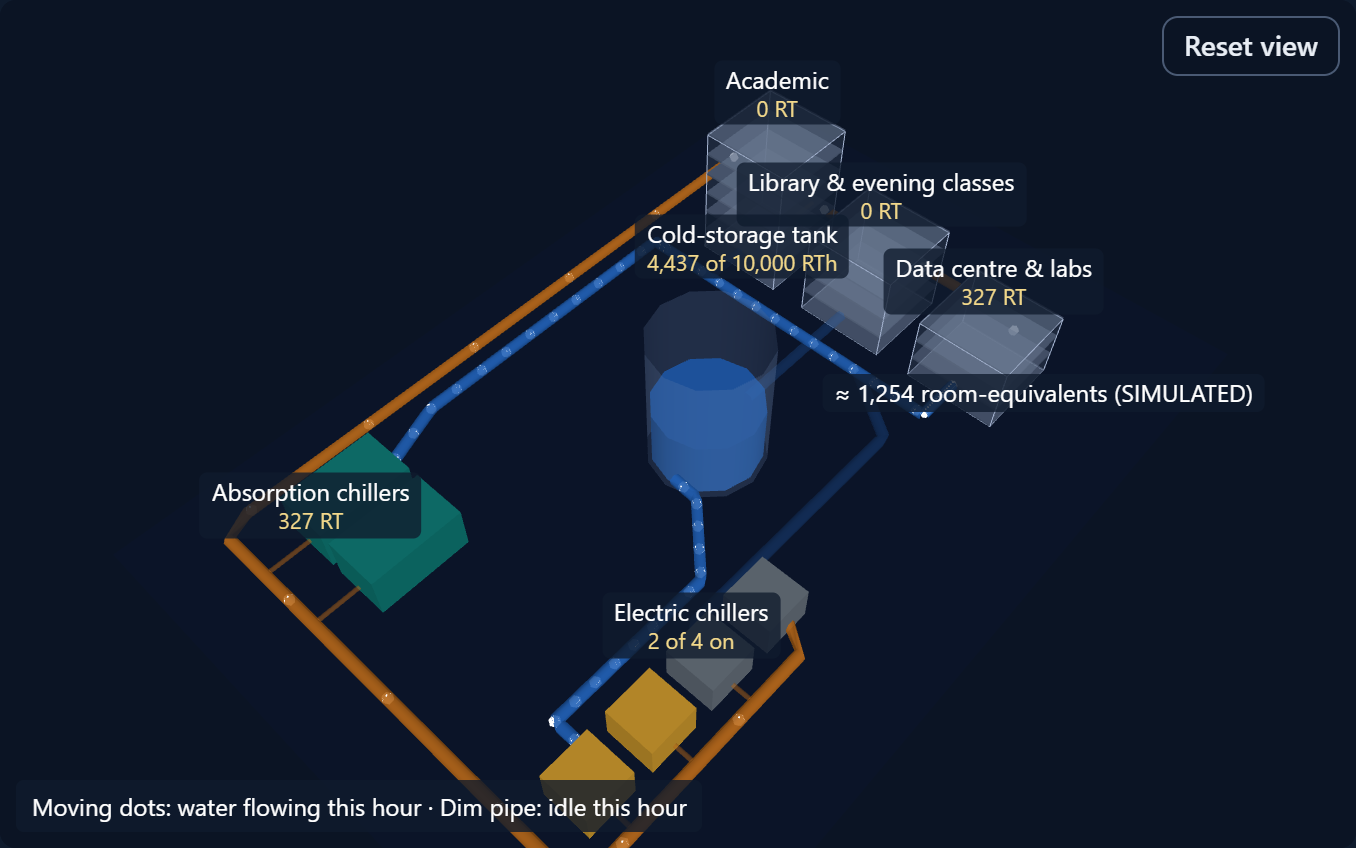 Reset view
Academic
0 RT
Library & evening classes
0 RT
Cold-storage tank
4,437 of 10,000 RTh
Data centre & labs
327 RT
≈ 1,254 room-equivalents (SIMULATED)
Absorption chillers
327 RT
Electric chillers
2 of 4 on
Moving dots: water flowing this hour · Dim pipe: idle this hour